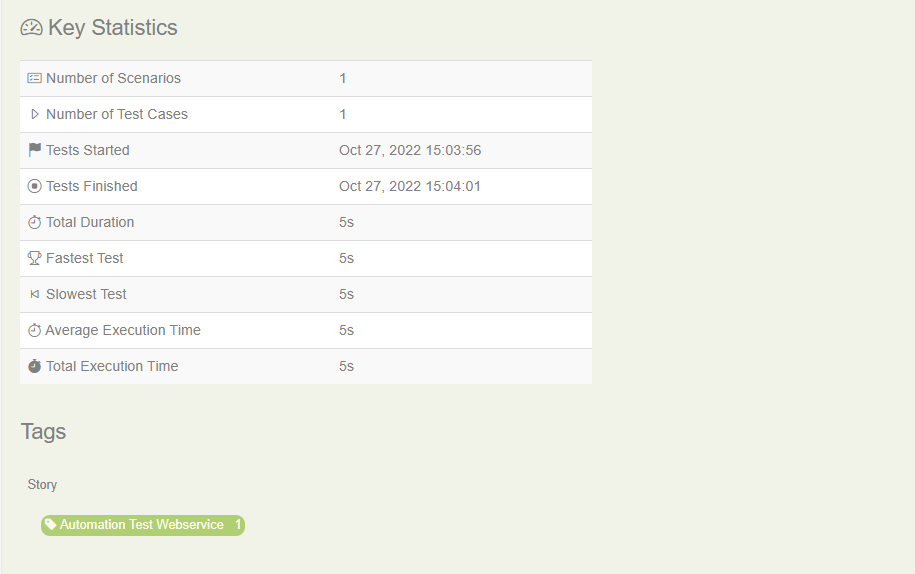 Key Statistics
Number of Scenarios 1
Number of Test Cases 1
Tests Started Oct 27, 2022 15:03:56
Tests Finished Oct 27, 2022 15:04:01
Total Duration 5s
Fastest Test 5s
Slowest Test 5s
Average Execution Time 5s
Total Execution Time 5s
Tags
Story
Automation Test Webservice 1